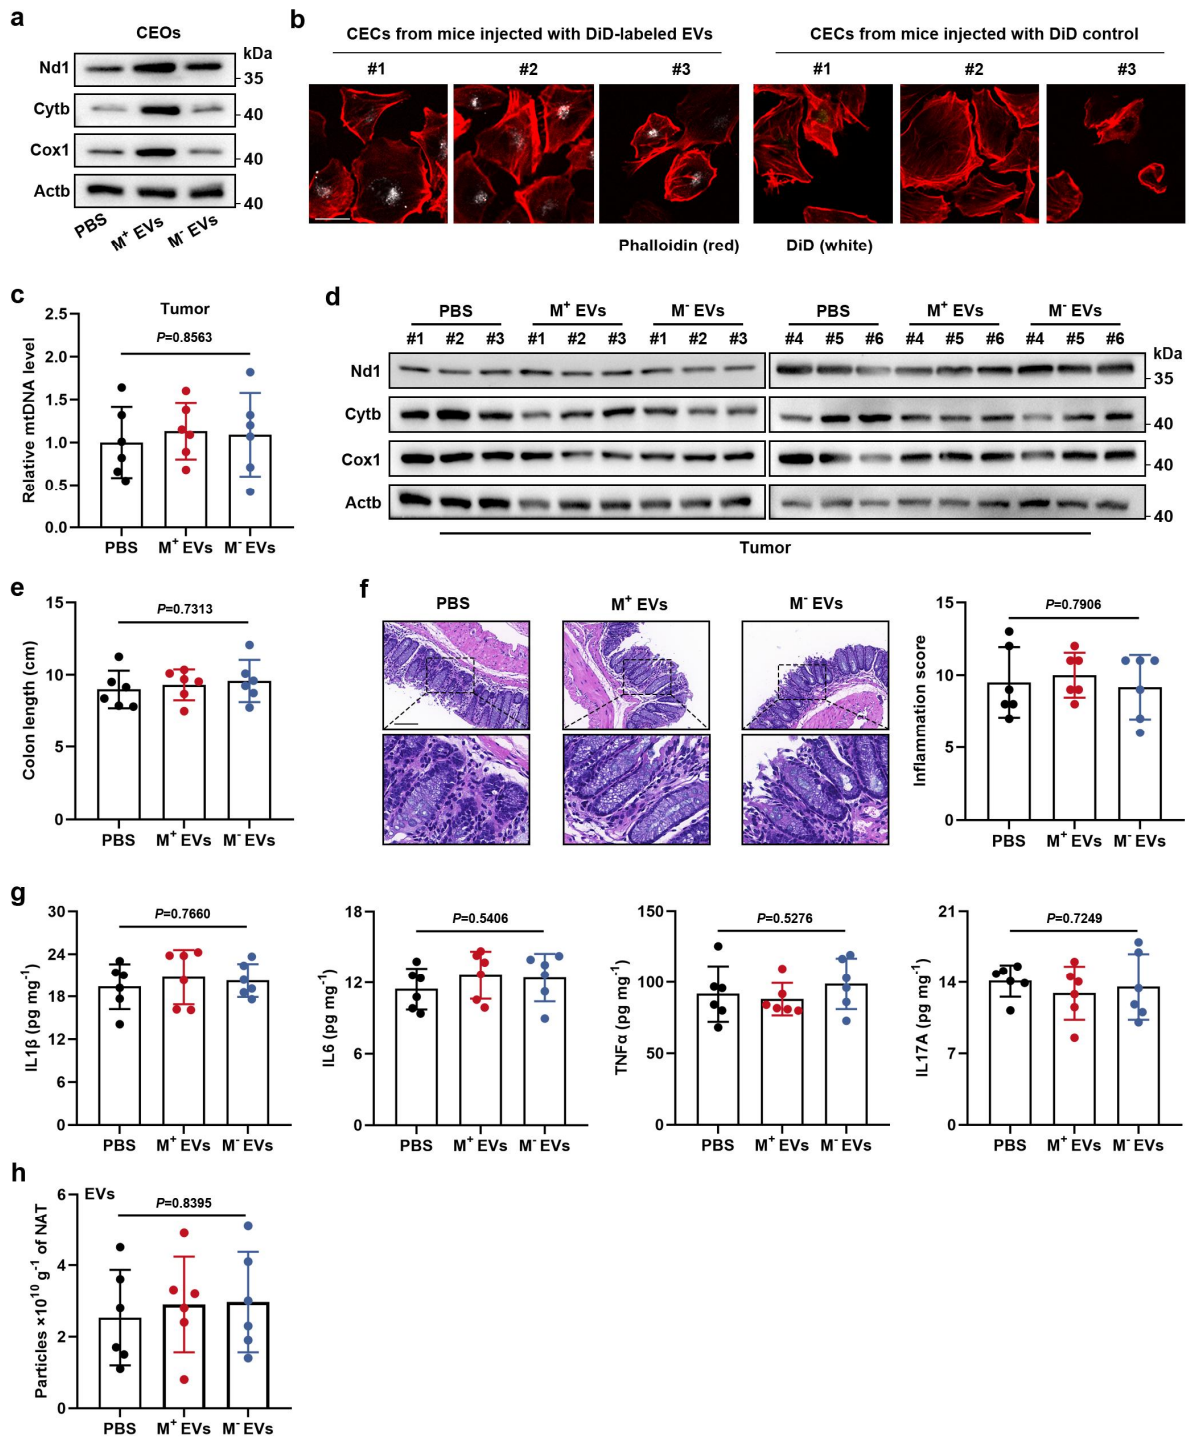 a
CEOs
kDa
Nd1
35
Cytb
40
Cox1
40
Actb
40
PBS
M⁺ EVs
M⁻ EVs
b
CECs from mice injected with DiD-labeled EVs
CECs from mice injected with DiD control
#1 #2 #3 #1 #2 #3
Phalloidin (red) DiD (white)
c
Tumor
P=0.8563
Relative mtDNA level
2.5
2.0
1.5
1.0
0.5
0.0
PBS M⁺ EVs M⁻ EVs
d
PBS M⁺ EVs M⁻ EVs PBS M⁺ EVs M⁻ EVs
#1 #2 #3 #1 #2 #3 #1 #2 #3 #4 #5 #6 #4 #5 #6 #4 #5 #6
kDa
Nd1
35
Cytb
40
Cox1
40
Actb
40
Tumor
e
P=0.7313
Colon length (cm)
15
10
5
0
PBS M⁺ EVs M⁻ EVs
f
PBS M⁺ EVs M⁻ EVs
P=0.7906
Inflammation score
15
10
5
0
PBS M⁺ EVs M⁻ EVs
g
P=0.7660
IL1β (pg mg⁻¹)
30
24
18
12
6
0
PBS M⁺ EVs M⁻ EVs
P=0.5406
IL6 (pg mg⁻¹)
18
12
6
0
PBS M⁺ EVs M⁻ EVs
P=0.5276
TNFα (pg mg⁻¹)
150
100
50
0
PBS M⁺ EVs M⁻ EVs
P=0.7249
IL17A (pg mg⁻¹)
21
14
7
0
PBS M⁺ EVs M⁻ EVs
h
EVs
P=0.8395
Particles ×10¹⁰ g⁻¹ of NAT
6
4
2
0
PBS M⁺ EVs M⁻ EVs